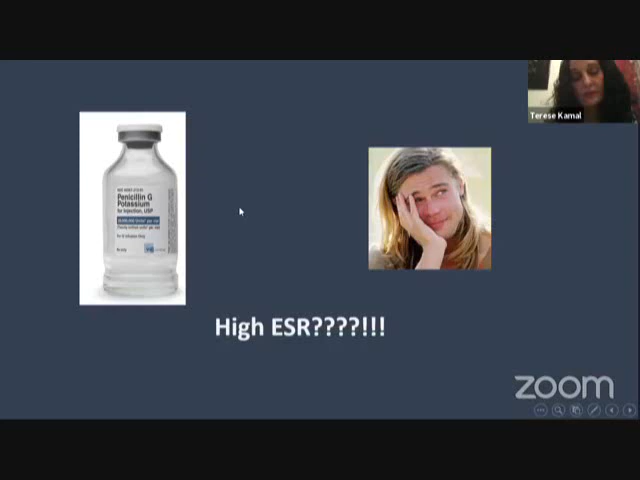 Terese Kamal
Penicillin G
Potassium
for Injection, USP
High ESR????!!!
zoom